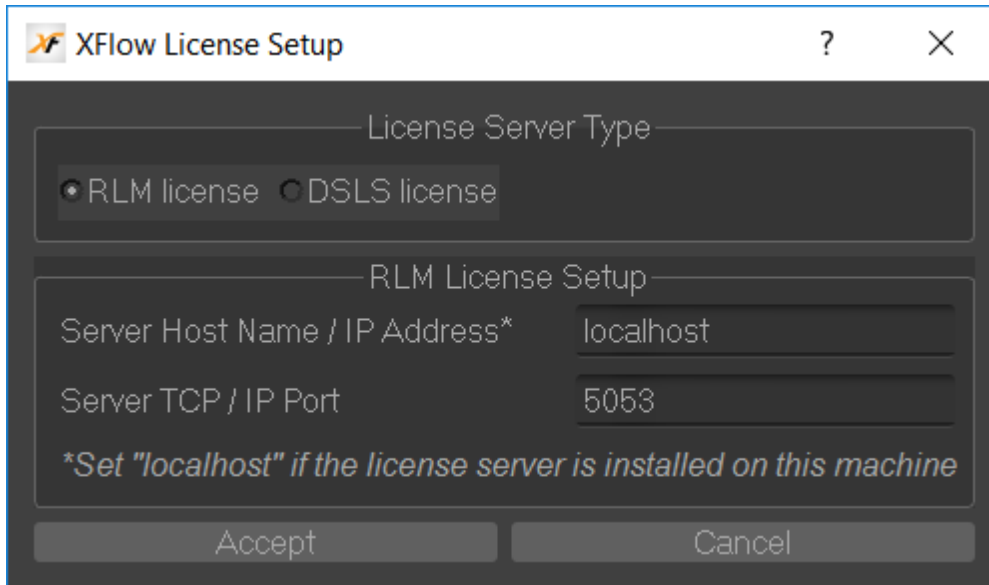 XF XFlow License Setup ?
License Server Type
RLM license DSLS license
RLM License Setup
Server Host Name / IP Address* localhost
Server TCP / IP Port 5053
*Set "localhost" if the license server is installed on this machine
Accept Cancel